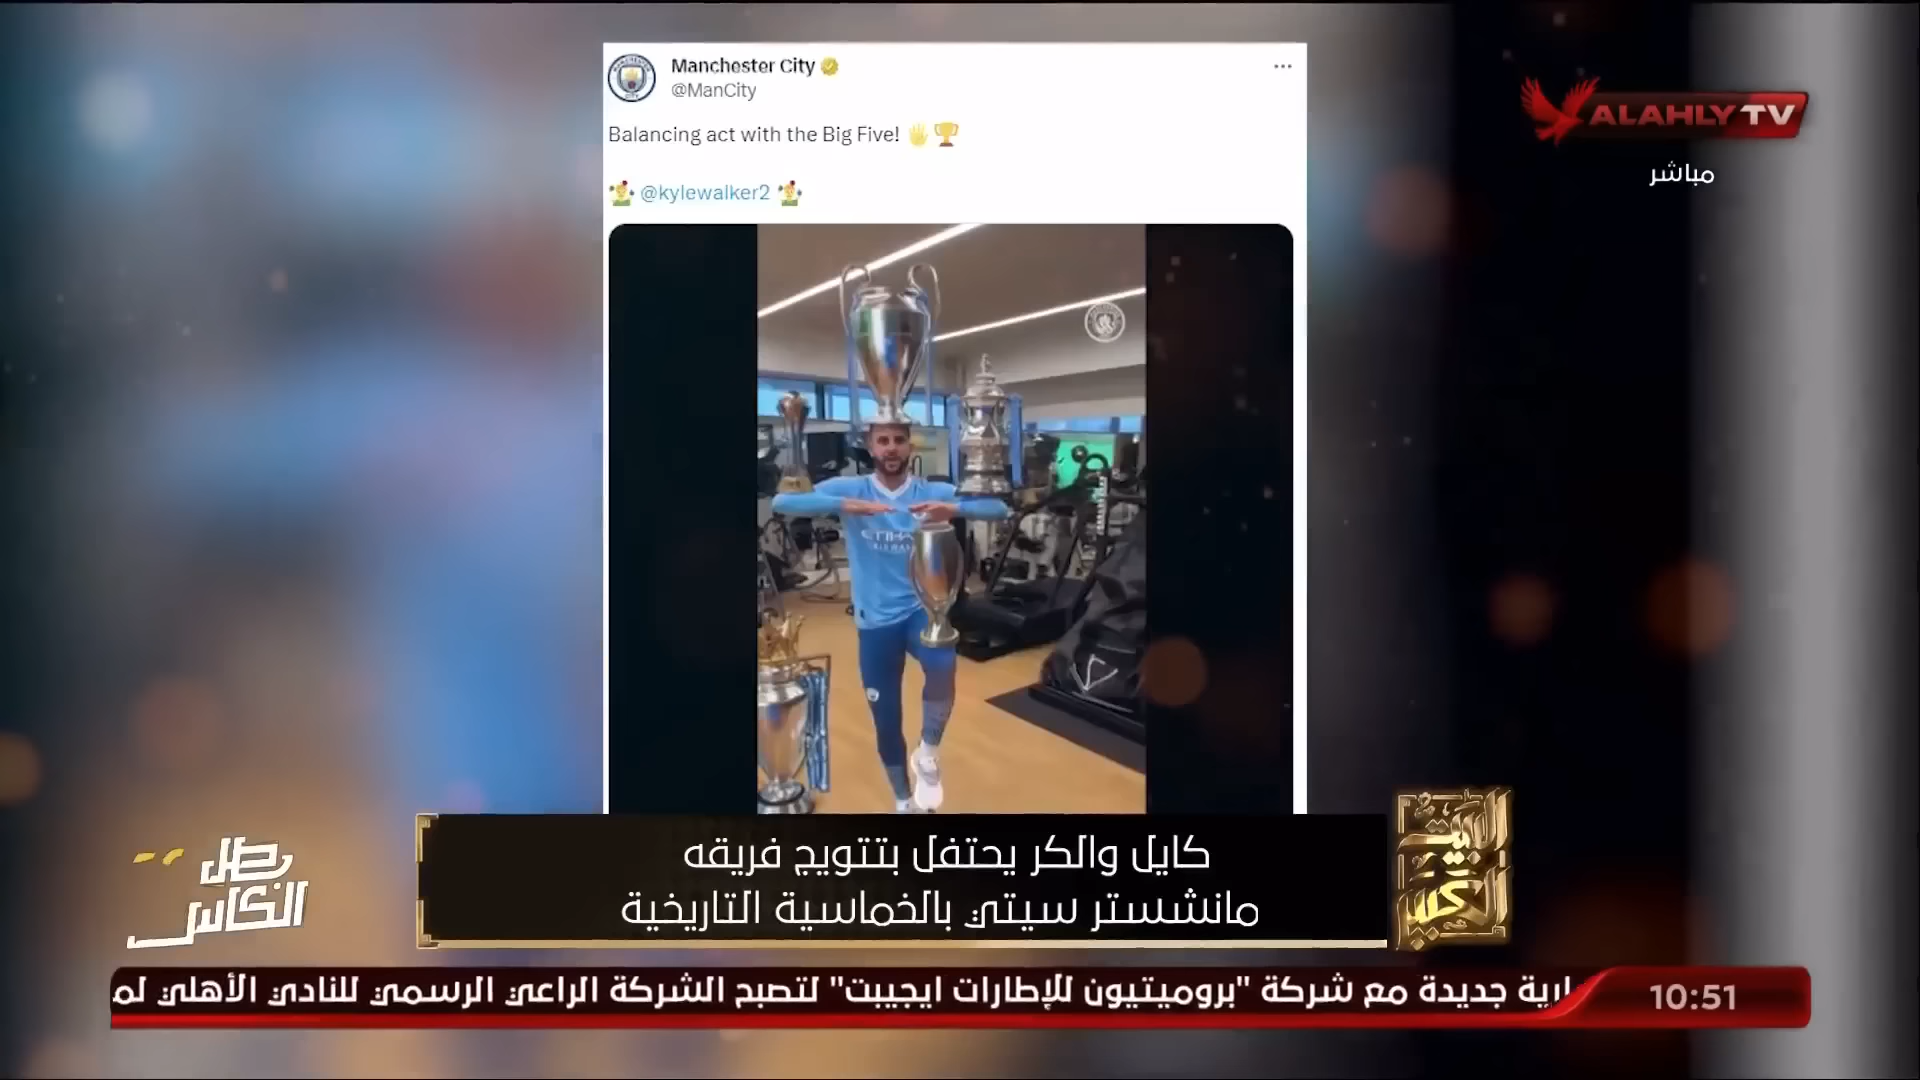 Manchester City
@ManCity
Balancing act with the Big Five!
@kylewalker2
ALAHLY TV
مباشر
كايل والكر يحتفل بتتويج فريقه
مانشستر سيتي بالخماسية التاريخية
البيت الكبير
الكاس
ارية جديدة مع شركة "بروميتيون للإطارات ايجيبت" لتصبح الشركة الراعي الرسمي للنادي الأهلي لم
10:51